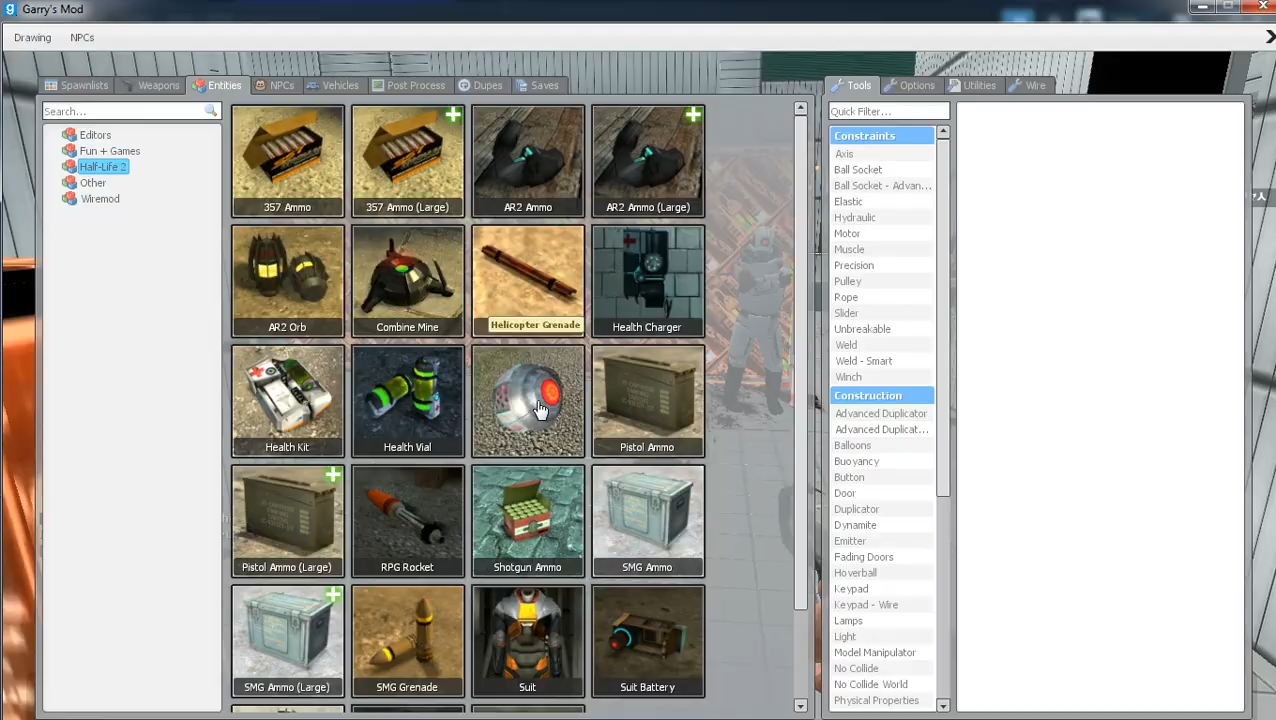 Garry's Mod
Drawing NPCs
Spawnlists Weapons Entities NPCs Vehicles Post Process Dupes Saves
Search...
Editors
Fun + Games
Half-Life 2
Other
Wiremod
357 Ammo 357 Ammo (Large) AR2 Ammo AR2 Ammo (Large)
AR2 Orb Combine Mine Helicopter Grenade Health Charger
Health Kit Health Vial Pistol Ammo
Pistol Ammo (Large) RPG Rocket Shotgun Ammo SMG Ammo
SMG Ammo (Large) SMG Grenade Suit Suit Battery
Tools Options Utilities Wire
Quick Filter...
Constraints
Axis
Ball Socket
Ball Socket - Advan...
Elastic
Hydraulic
Motor
Muscle
Precision
Pulley
Rope
Slider
Unbreakable
Weld
Weld - Smart
Winch
Construction
Advanced Duplicator
Advanced Duplicat...
Balloons
Buoyancy
Button
Door
Duplicator
Dynamite
Emitter
Fading Doors
Hoverball
Keypad
Keypad - Wire
Lamps
Light
Model Manipulator
No Collide
No Collide World
Physical Properties